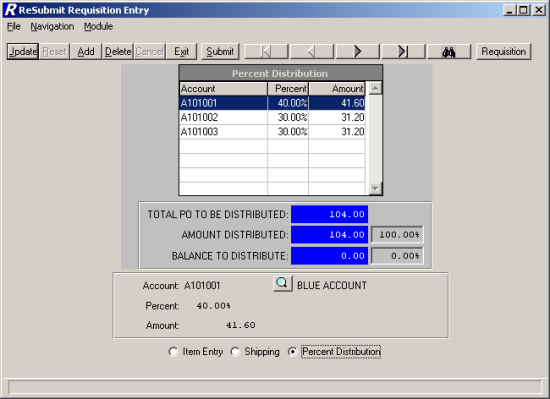 ReSubmit Requisition Entry
File Navigation Module
Update Reset Add Delete Cancel Exit Submit Requisition
Percent Distribution
Account Percent Amount
A101001 40.00% 41.60
A101002 30.00% 31.20
A101003 30.00% 31.20
TOTAL PO TO BE DISTRIBUTED: 104.00
AMOUNT DISTRIBUTED: 104.00 100.00%
BALANCE TO DISTRIBUTE: 0.00 0.00%
Account: A101001 BLUE ACCOUNT
Percent: 40.00%
Amount: 41.60
Item Entry Shipping Percent Distribution